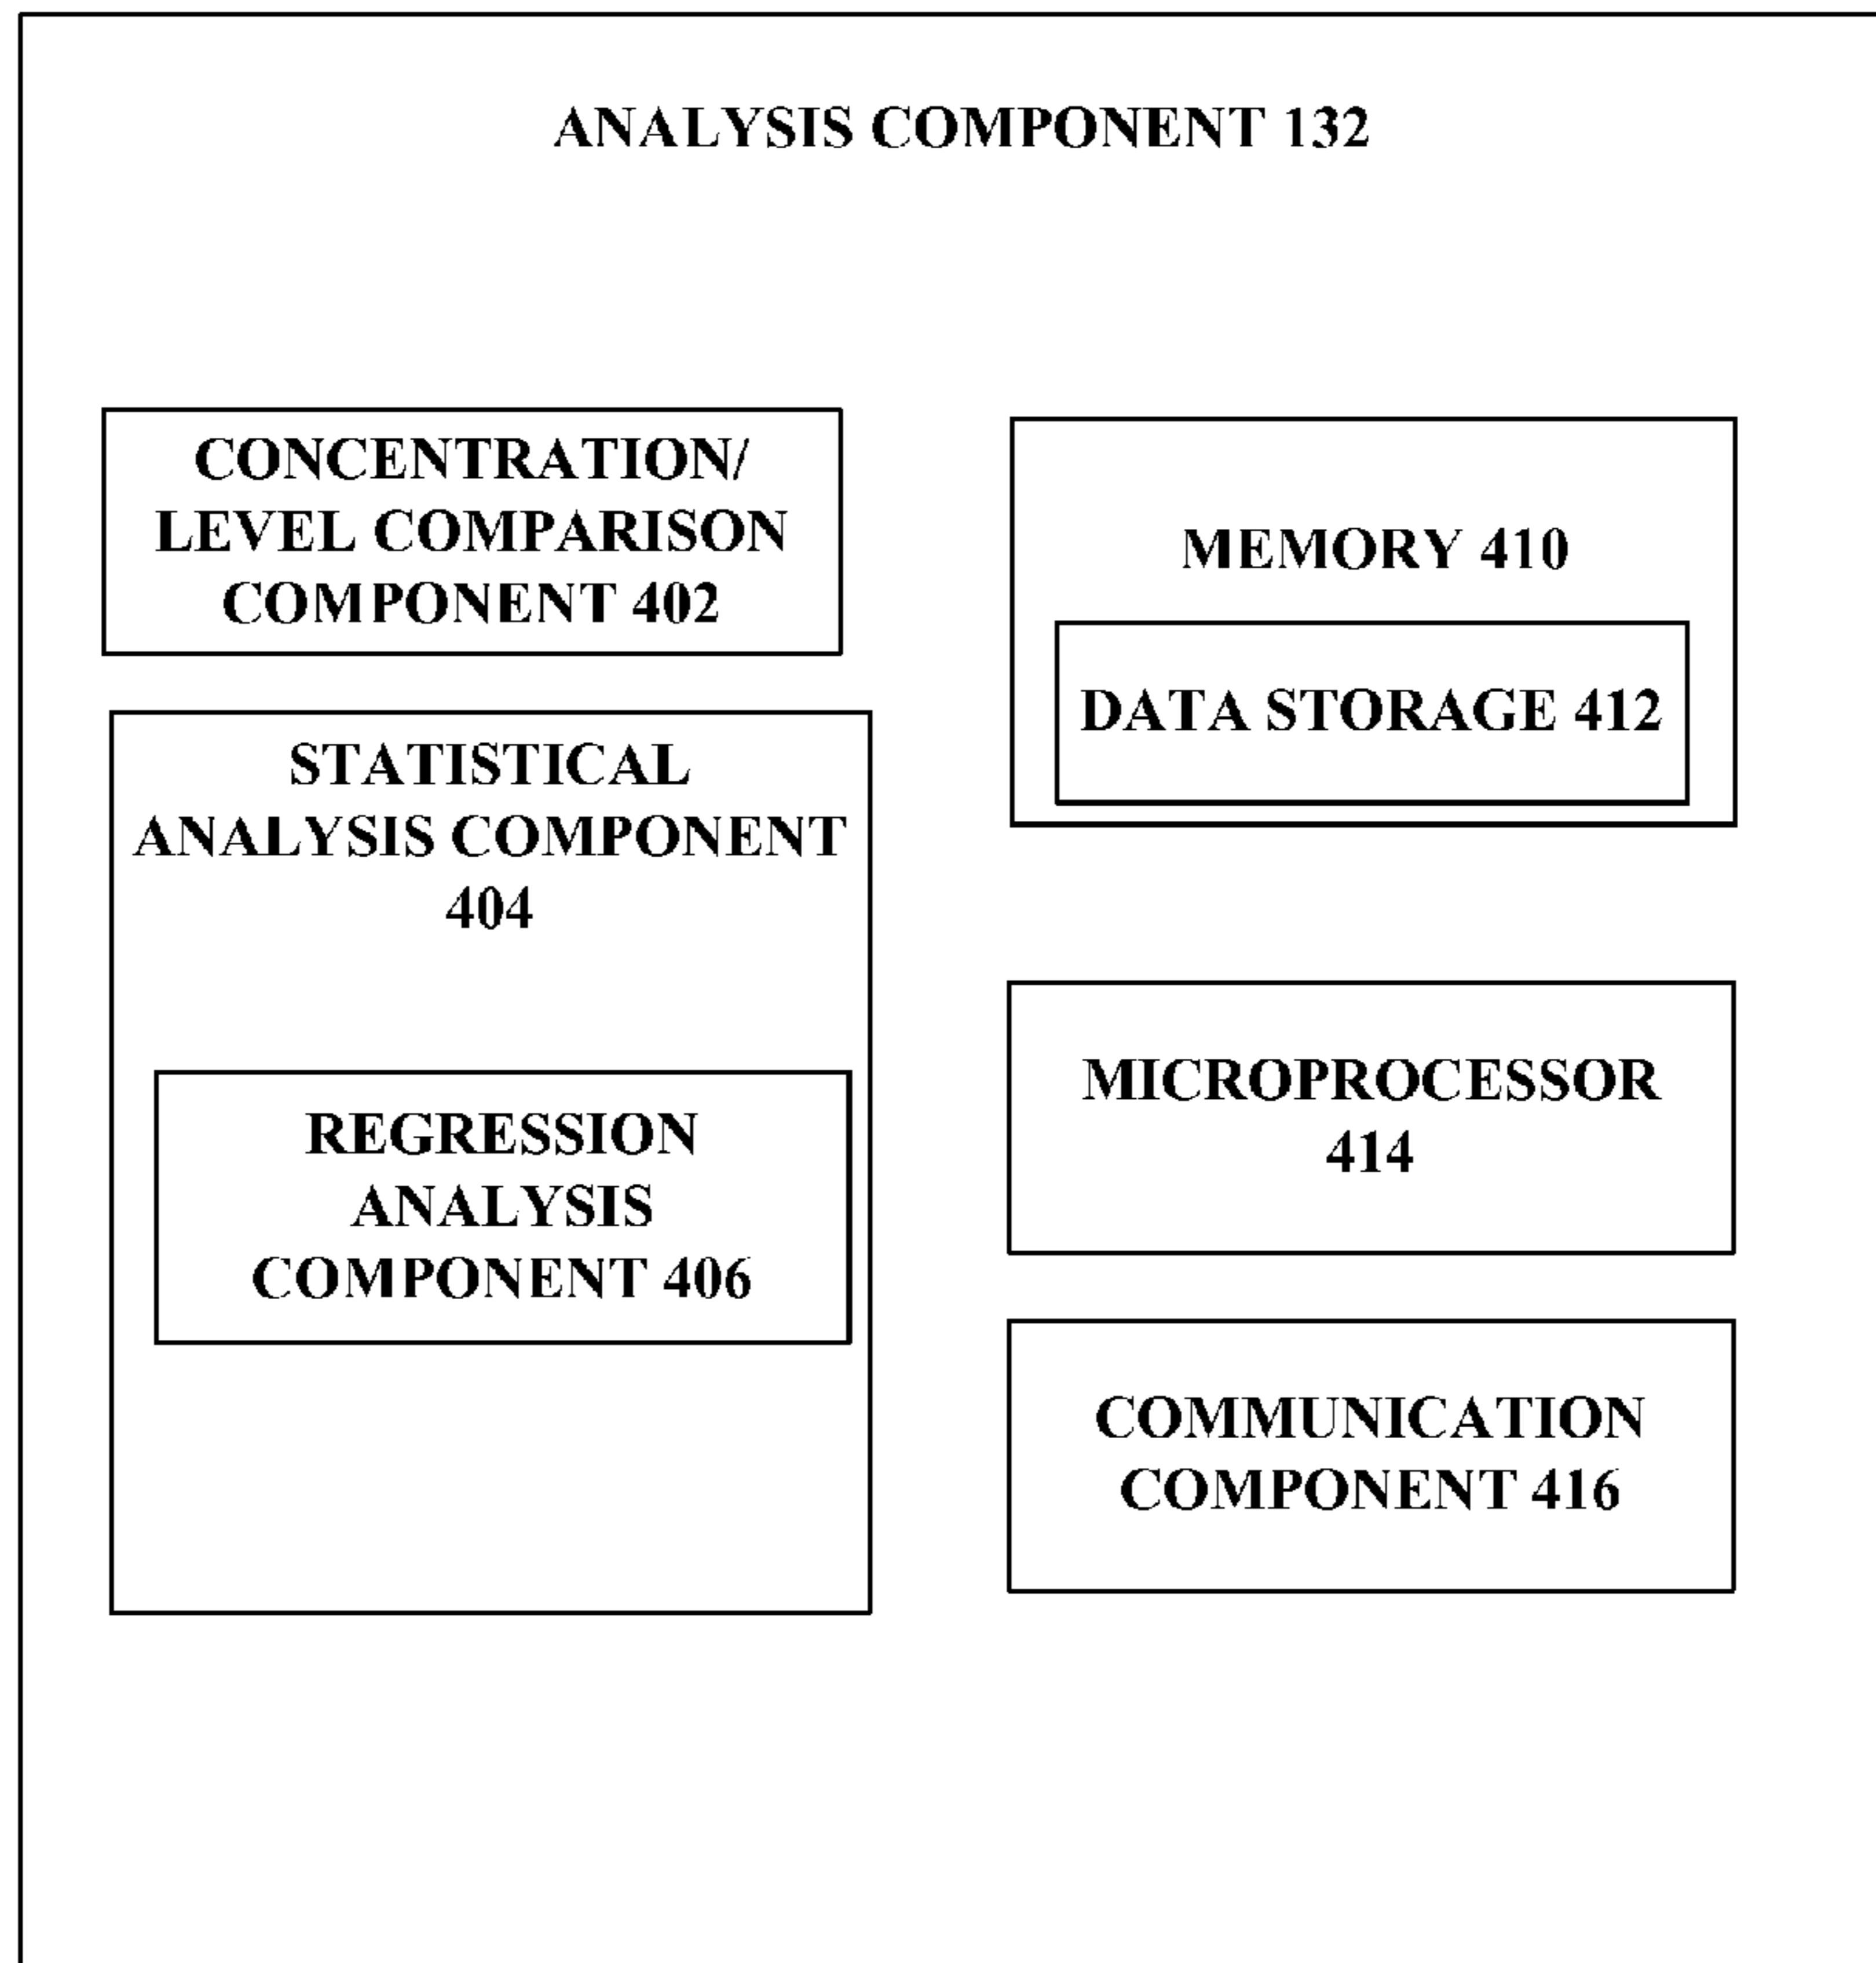 ANALYSIS COMPONENT 132
CONCENTRATION/
LEVEL COMPARISON
COMPONENT 402
STATISTICAL
ANALYSIS COMPONENT
404
REGRESSION
ANALYSIS
COMPONENT 406
MEMORY 410
DATA STORAGE 412
MICROPROCESSOR
414
COMMUNICATION
COMPONENT 416